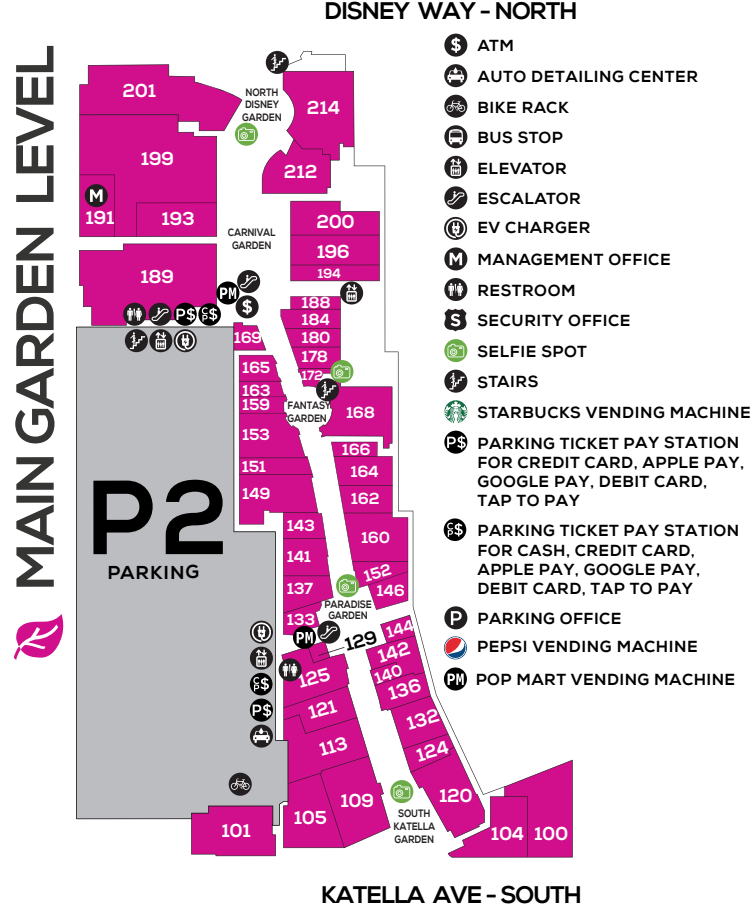 DISNEY WAY - NORTH
MAIN GARDEN LEVEL
$ ATM
AUTO DETAILING CENTER
BIKE RACK
BUS STOP
ELEVATOR
ESCALATOR
EV CHARGER
M MANAGEMENT OFFICE
RESTROOM
S SECURITY OFFICE
SELFIE SPOT
STAIRS
STARBUCKS VENDING MACHINE
P$ PARKING TICKET PAY STATION
FOR CREDIT CARD, APPLE PAY,
GOOGLE PAY, DEBIT CARD,
TAP TO PAY
CP$ PARKING TICKET PAY STATION
FOR CASH, CREDIT CARD,
APPLE PAY, GOOGLE PAY,
DEBIT CARD, TAP TO PAY
P PARKING OFFICE
PEPSI VENDING MACHINE
PM POP MART VENDING MACHINE
201
NORTH
DISNEY
GARDEN
214
199
212
M
191
193
200
CARNIVAL
GARDEN
196
194
189
PM
$
P$
CP$
188
184
169
180
178
165
172
163
159
FANTASY
GARDEN
168
153
166
151
164
149
162
P2
PARKING
143
160
141
152
137
146
PARADISE
GARDEN
133
PM
129
144
142
125
140
136
CP$
121
P$
132
113
124
109
120
105
SOUTH
KATELLA
GARDEN
101
104
100
KATELLA AVE - SOUTH